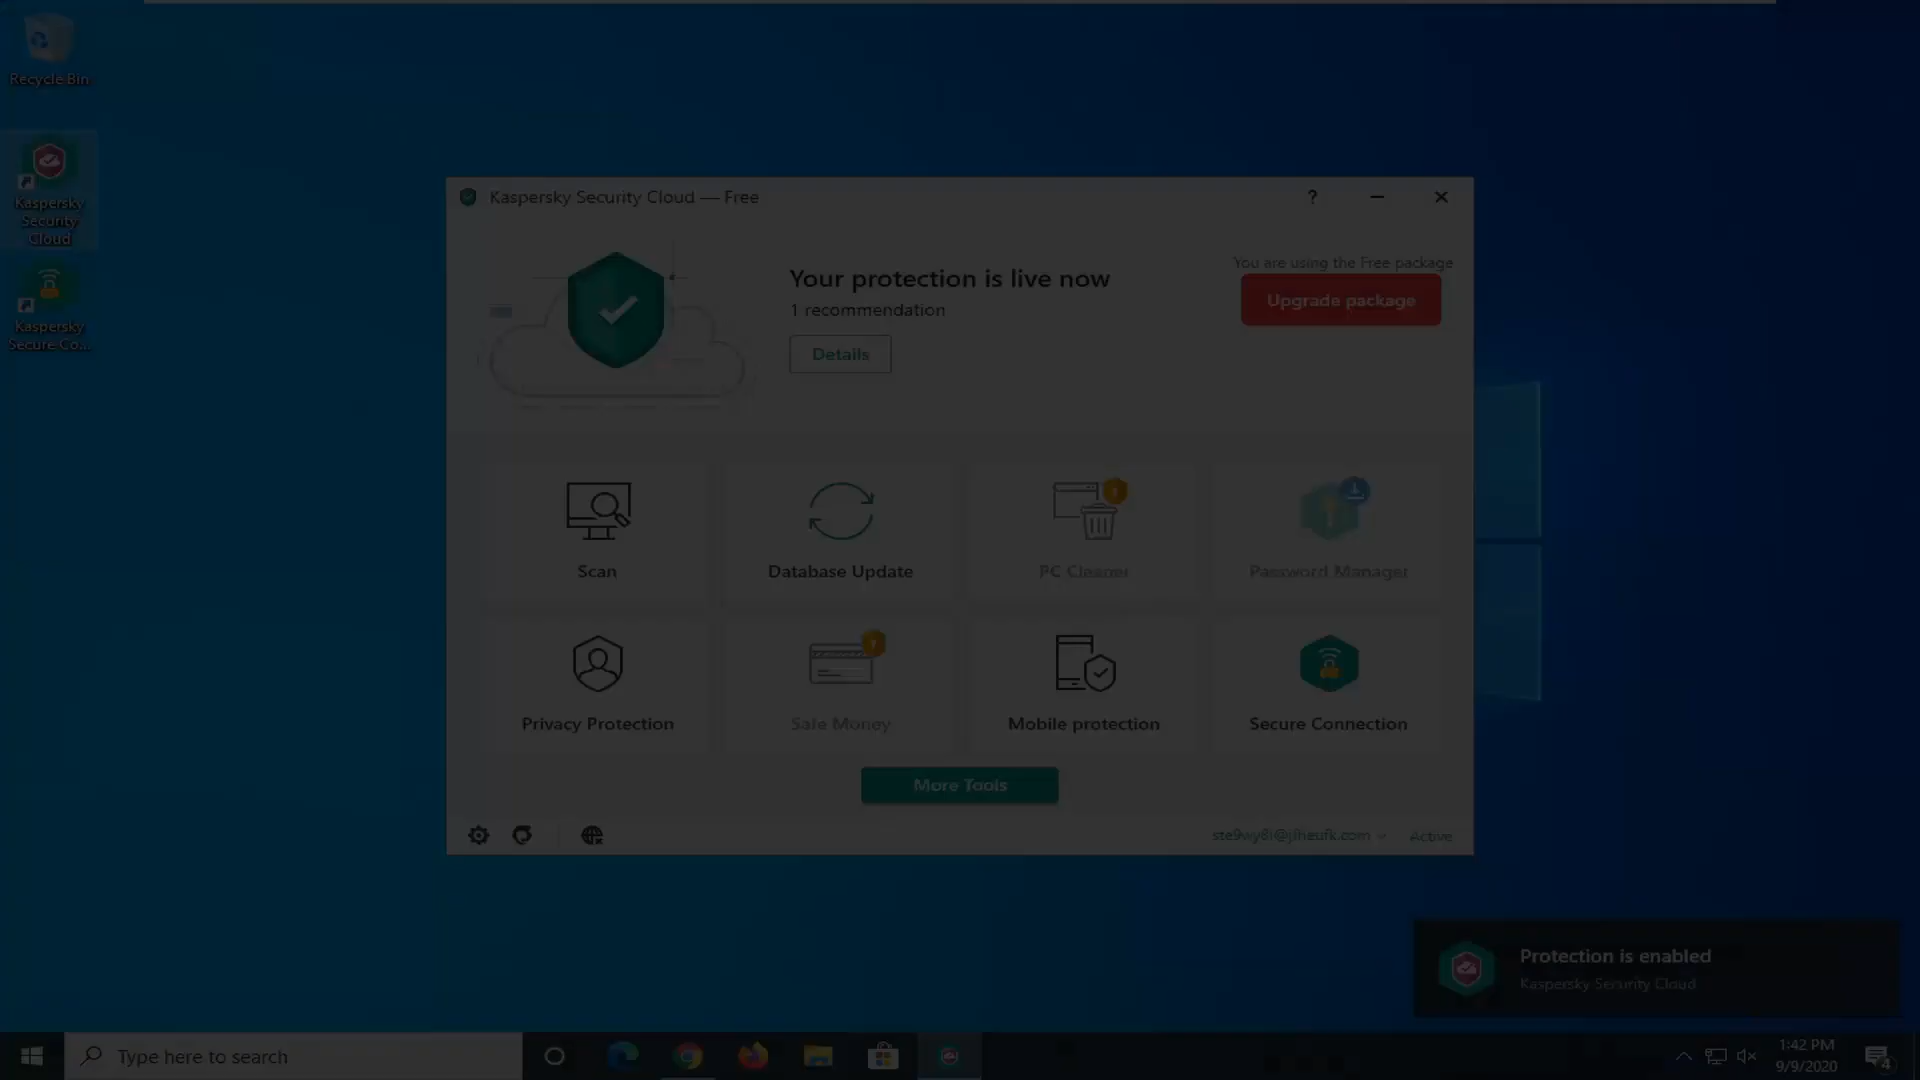 Recycle Bin
Kaspersky
Security
Cloud
Kaspersky
Secure Co...
Kaspersky Security Cloud — Free
?
Your protection is live now
1 recommendation
Details
You are using the Free package
Upgrade package
Scan
Database Update
PC Cleaner
Password Manager
Privacy Protection
Safe Money
Mobile protection
Secure Connection
More Tools
Active
Protection is enabled
Kaspersky Security Cloud
Type here to search
1:42 PM
9/9/2020
4